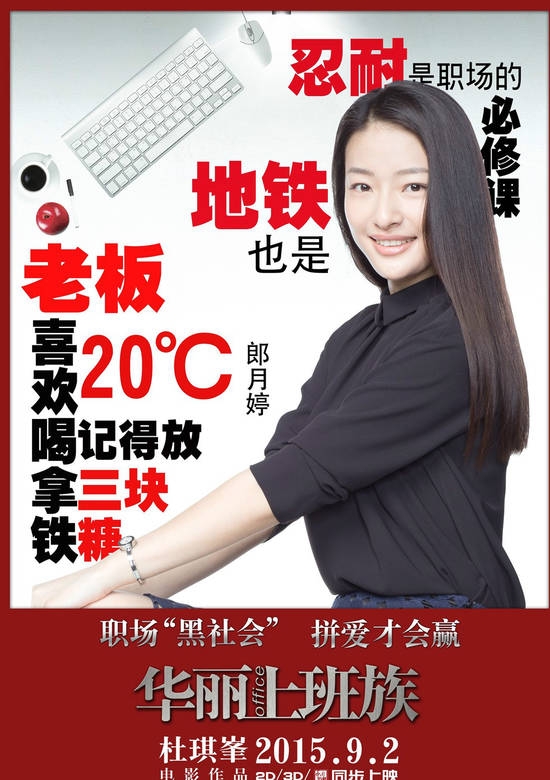 忍耐是职场的
必修课
地铁
也是
老板
喜欢喝拿铁
20℃
记得放
三块
糖
郎月婷
职场“黑社会” 拼爱才会赢
华丽上班族
office
杜琪峯 2015.9.2
电影作品 2D/3D/
同步上映